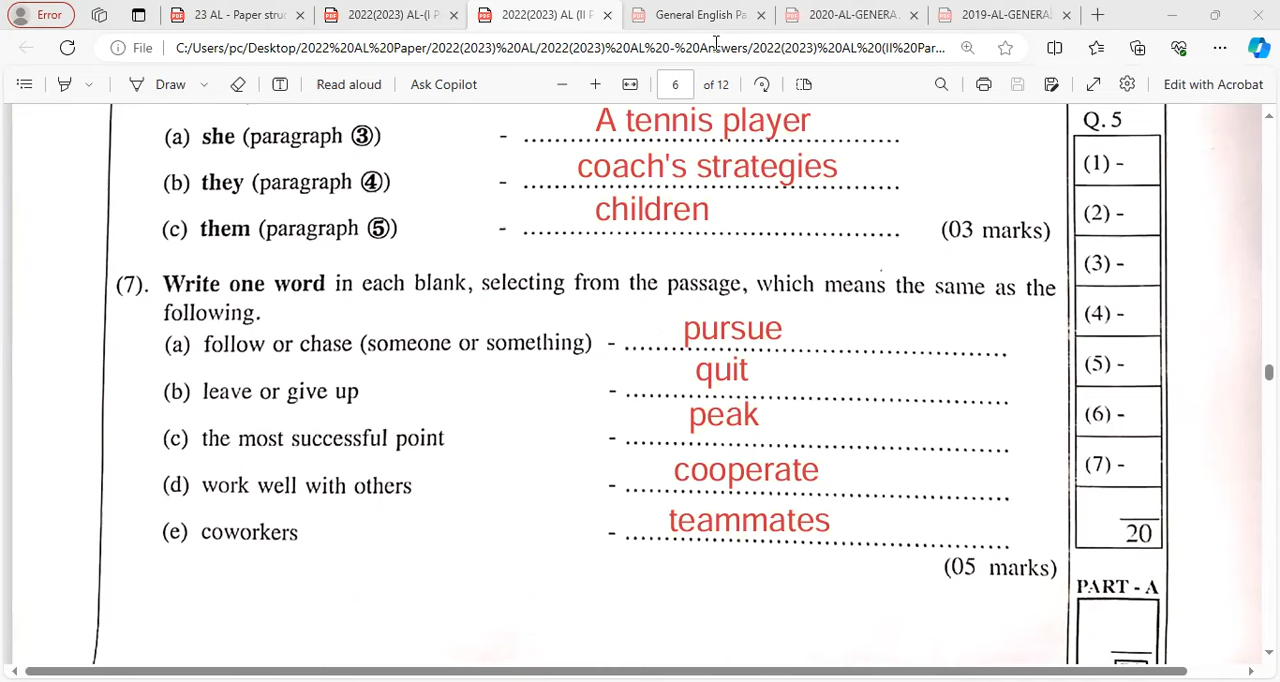 Error
23 AL - Paper struc
2022(2023) AL-(I P
2022(2023) AL (II P
General English Pa
2020-AL-GENERA
2019-AL-GENERAL
File C:/Users/pc/Desktop/2022%20AL%20Paper/2022(2023)%20AL/2022(2023)%20AL%20-%20Answers/2022(2023)%20AL%20(II%20Par...
Draw Read aloud Ask Copilot 6 of 12 Edit with Acrobat
(a) she (paragraph ③) - A tennis player
(b) they (paragraph ④) - coach's strategies
(c) them (paragraph ⑤) - children (03 marks)
(7). Write one word in each blank, selecting from the passage, which means the same as the
following.
(a) follow or chase (someone or something) - pursue
(b) leave or give up - quit
(c) the most successful point - peak
(d) work well with others - cooperate
(e) coworkers - teammates
(05 marks)
Q. 5
(1) -
(2) -
(3) -
(4) -
(5) -
(6) -
(7) -
20
PART - A